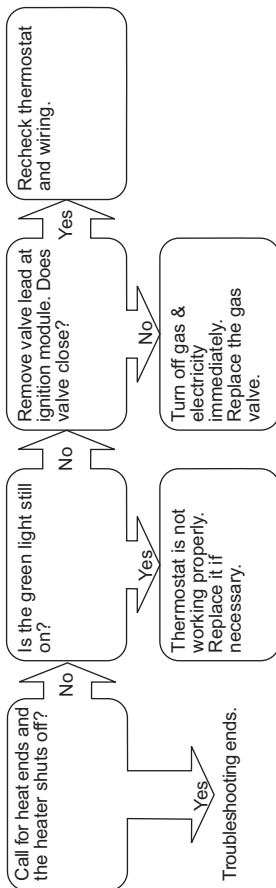 Call for heat ends and
the heater shuts off?
No
Yes
Troubleshooting ends.
Is the green light still
on?
No
Yes
Thermostat is not
working properly.
Replace it if
necessary.
Remove valve lead at
ignition module. Does
valve close?
Yes
No
Turn off gas &
electricity
immediately.
Replace the gas
valve.
Recheck thermostat
and wiring.